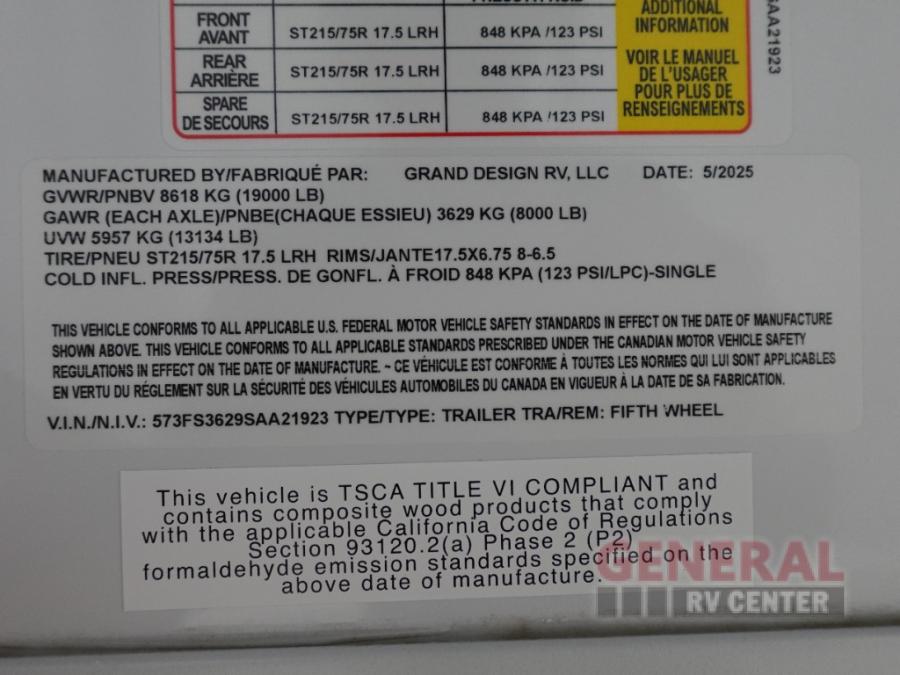 ADDITIONAL
INFORMATION
FRONT
AVANT
ST215/75R 17.5 LRH
848 KPA /123 PSI
REAR
ARRIÈRE
ST215/75R 17.5 LRH
848 KPA /123 PSI
SPARE
DE SECOURS
ST215/75R 17.5 LRH
848 KPA /123 PSI
VOIR LE MANUEL
DE L'USAGER
POUR PLUS DE
RENSEIGNEMENTS
SAA21923
MANUFACTURED BY/FABRIQUÉ PAR: GRAND DESIGN RV, LLC DATE: 5/2025
GVWR/PNBV 8618 KG (19000 LB)
GAWR (EACH AXLE)/PNBE(CHAQUE ESSIEU) 3629 KG (8000 LB)
UVW 5957 KG (13134 LB)
TIRE/PNEU ST215/75R 17.5 LRH RIMS/JANTE17.5X6.75 8-6.5
COLD INFL. PRESS/PRESS. DE GONFL. À FROID 848 KPA (123 PSI/LPC)-SINGLE
THIS VEHICLE CONFORMS TO ALL APPLICABLE U.S. FEDERAL MOTOR VEHICLE SAFETY STANDARDS IN EFFECT ON THE DATE OF MANUFACTURE
SHOWN ABOVE. THIS VEHICLE CONFORMS TO ALL APPLICABLE STANDARDS PRESCRIBED UNDER THE CANADIAN MOTOR VEHICLE SAFETY
REGULATIONS IN EFFECT ON THE DATE OF MANUFACTURE. ~ CE VÉHICULE EST CONFORME À TOUTES LES NORMES QUI LUI SONT APPLICABLES
EN VERTU DU RÉGLEMENT SUR LA SÉCURITÉ DES VÉHICULES AUTOMOBILES DU CANADA EN VIGUEUR À LA DATE DE SA FABRICATION.
V.I.N./N.I.V.: 573FS3629SAA21923 TYPE/TYPE: TRAILER TRA/REM: FIFTH WHEEL
This vehicle is TSCA TITLE VI COMPLIANT and
contains composite wood products that comply
with the applicable California Code of Regulations
Section 93120.2(a) Phase 2 (P2)
formaldehyde emission standards specified on the
above date of manufacture.
GENERAL
RV CENTER